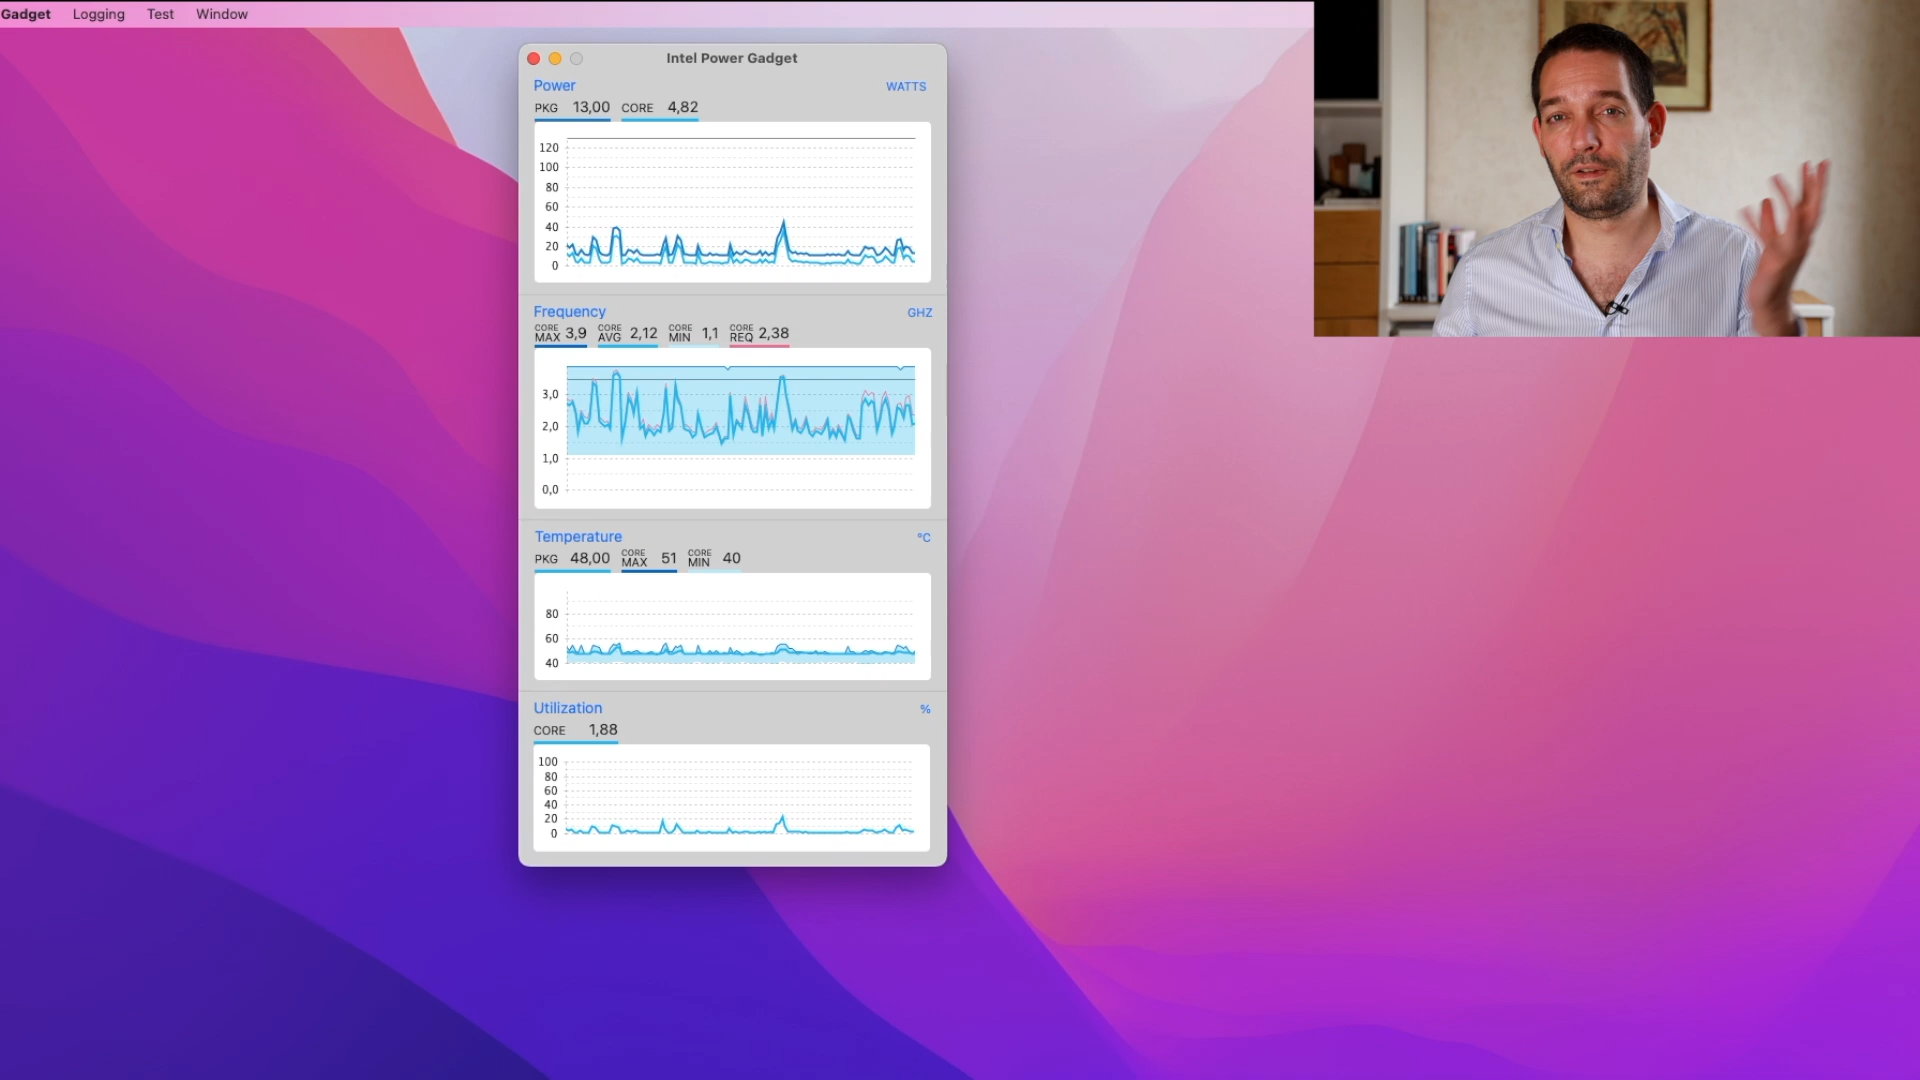 Gadget Logging Test Window
Intel Power Gadget
Power WATTS
PKG 13,00 CORE 4,82
120
100
80
60
40
20
0
Frequency GHZ
CORE MAX 3,9 CORE AVG 2,12 CORE MIN 1,1 CORE REQ 2,38
3,0
2,0
1,0
0,0
Temperature °C
PKG 48,00 CORE MAX 51 CORE MIN 40
80
60
40
Utilization %
CORE 1,88
100
80
60
40
20
0